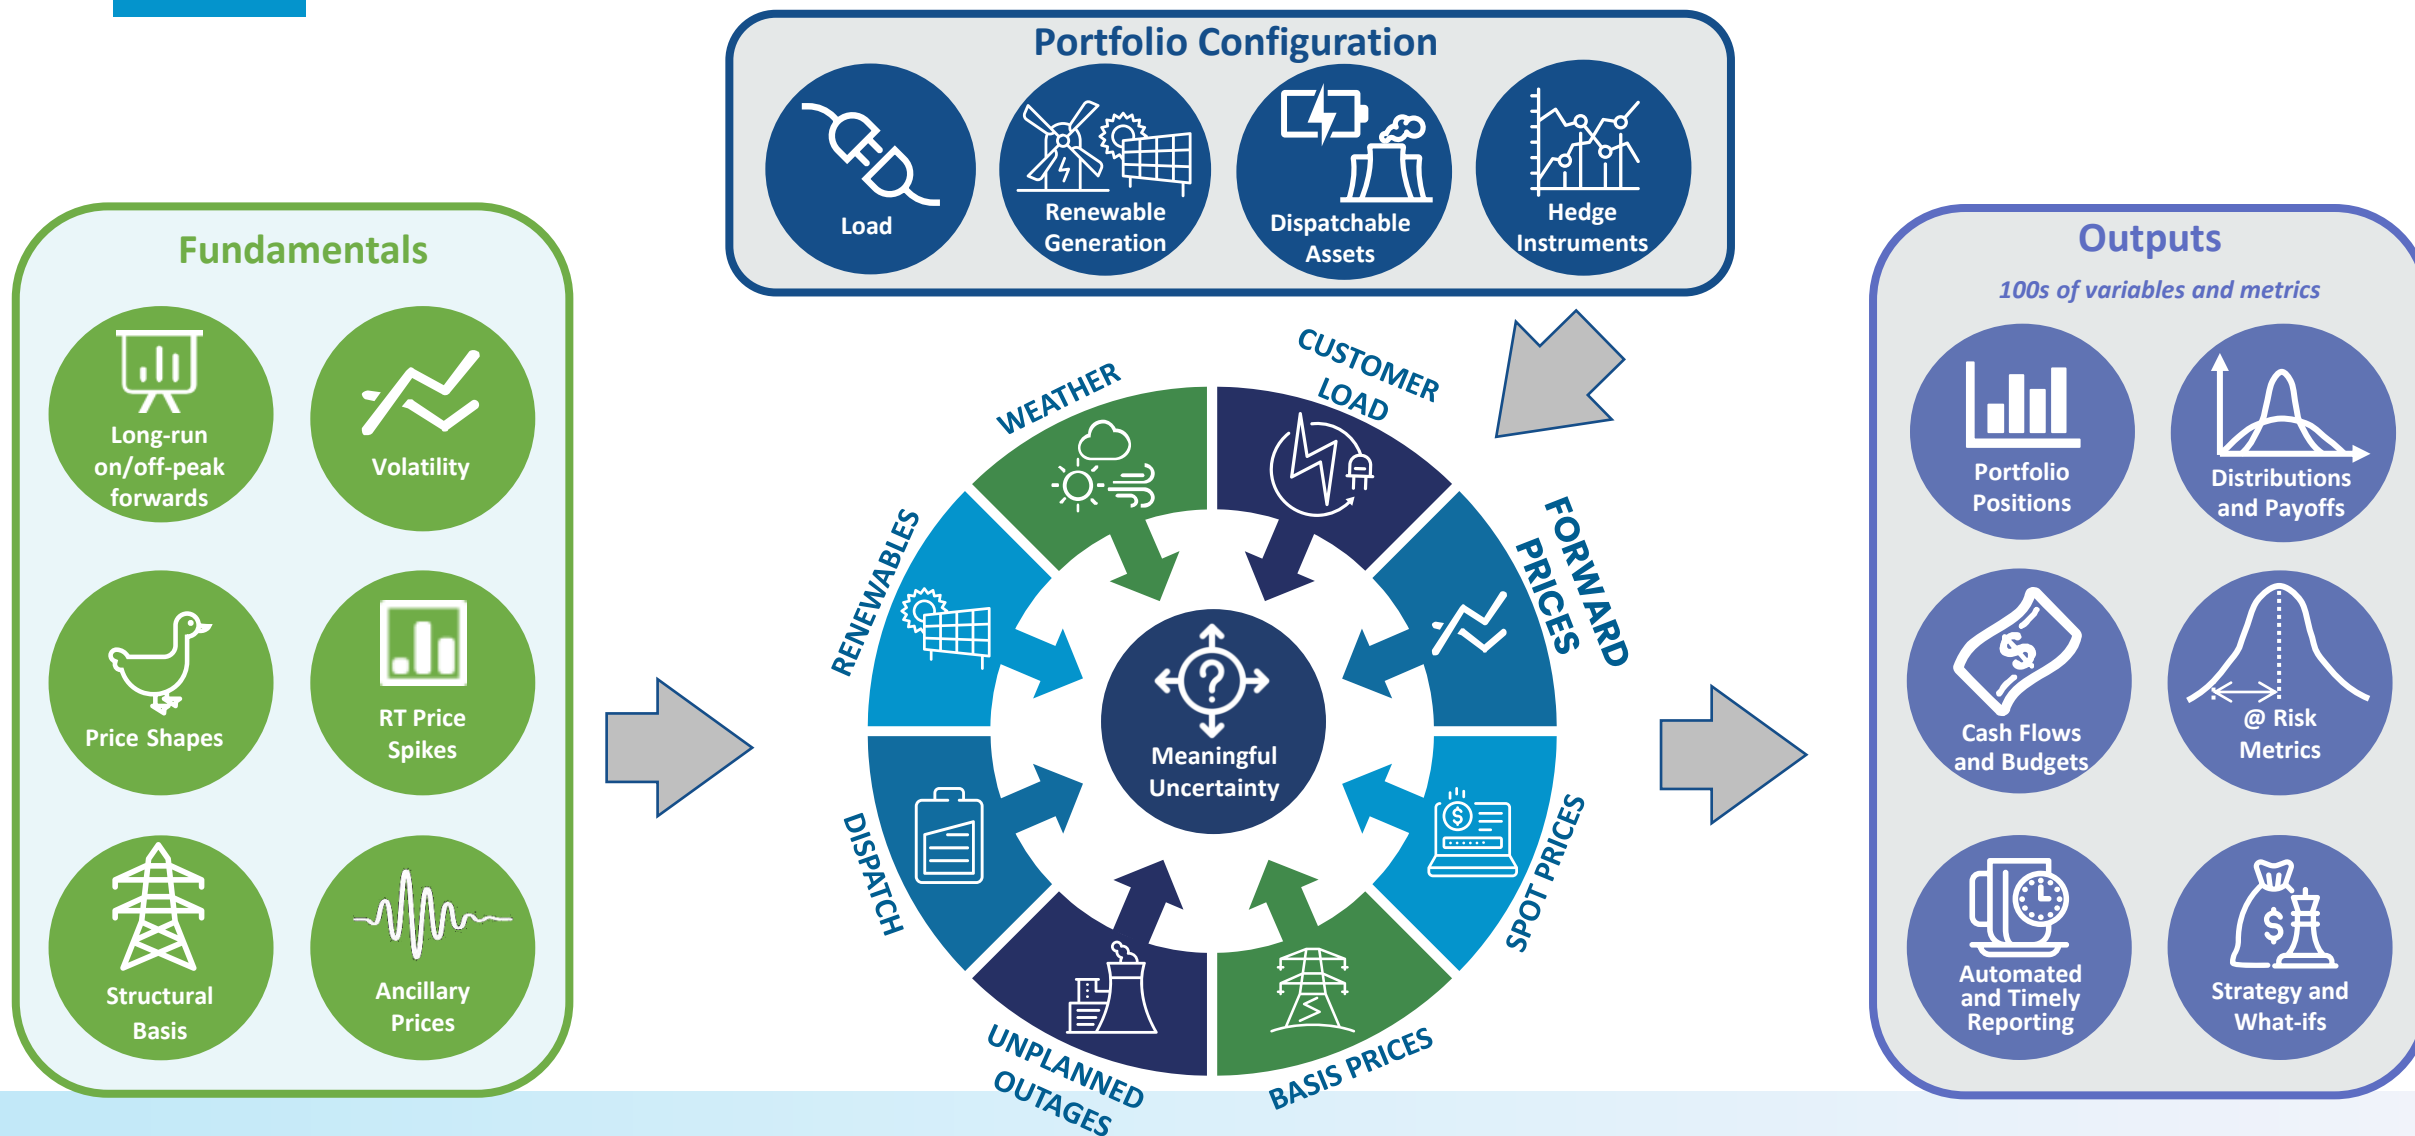 Portfolio Configuration
Load
Renewable
Generation
Dispatchable
Assets
Hedge
Instruments
Fundamentals
Long-run
on/off-peak
forwards
Volatility
Price Shapes
RT Price
Spikes
Structural
Basis
Ancillary
Prices
WEATHER
CUSTOMER
LOAD
FORWARD
PRICES
SPOT PRICES
BASIS PRICES
UNPLANNED
OUTAGES
DISPATCH
RENEWABLES
?
Meaningful
Uncertainty
$
Outputs
100s of variables and metrics
Portfolio
Positions
Distributions
and Payoffs
$
Cash Flows
and Budgets
@ Risk
Metrics
Automated
and Timely
Reporting
$
Strategy and
What-ifs